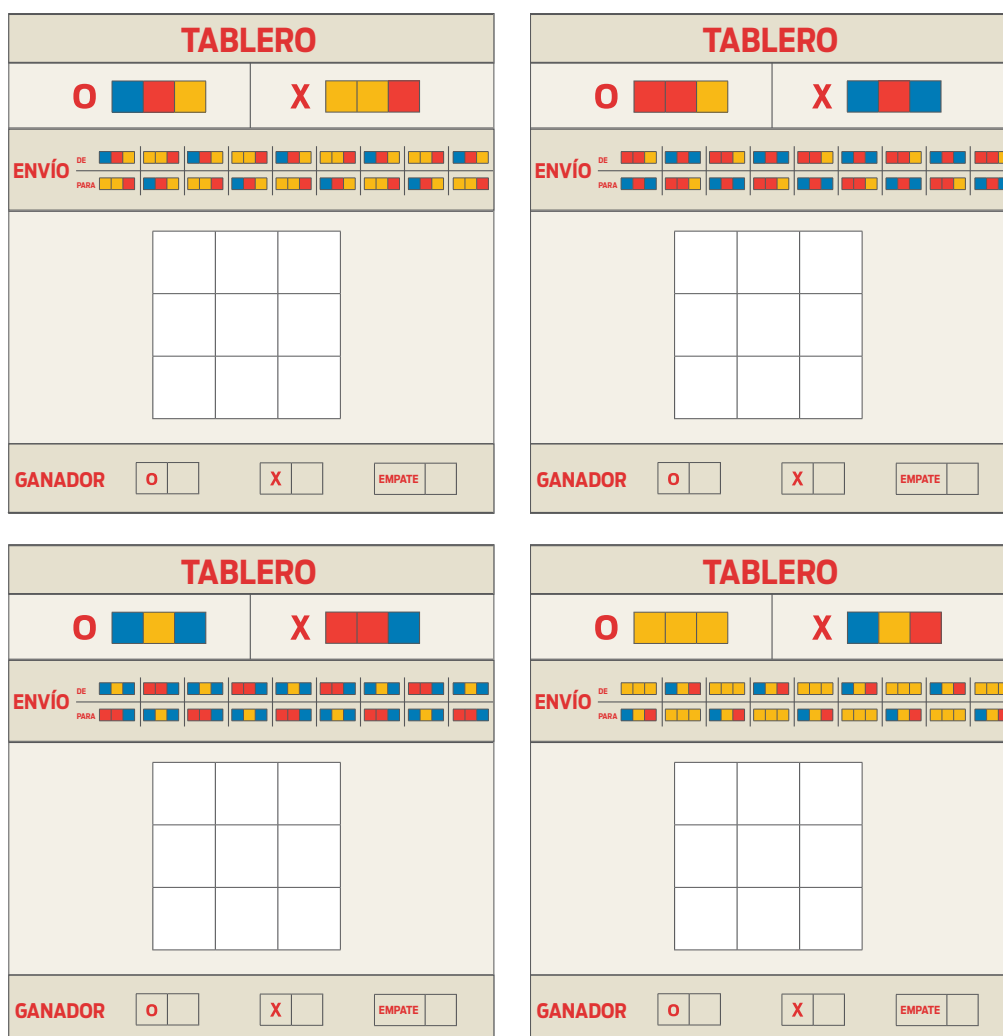 TABLERO
O X
ENVÍO DE
PARA
GANADOR O X EMPATE
TABLERO
O X
ENVÍO DE
PARA
GANADOR O X EMPATE
TABLERO
O X
ENVÍO DE
PARA
GANADOR O X EMPATE
TABLERO
O X
ENVÍO DE
PARA
GANADOR O X EMPATE